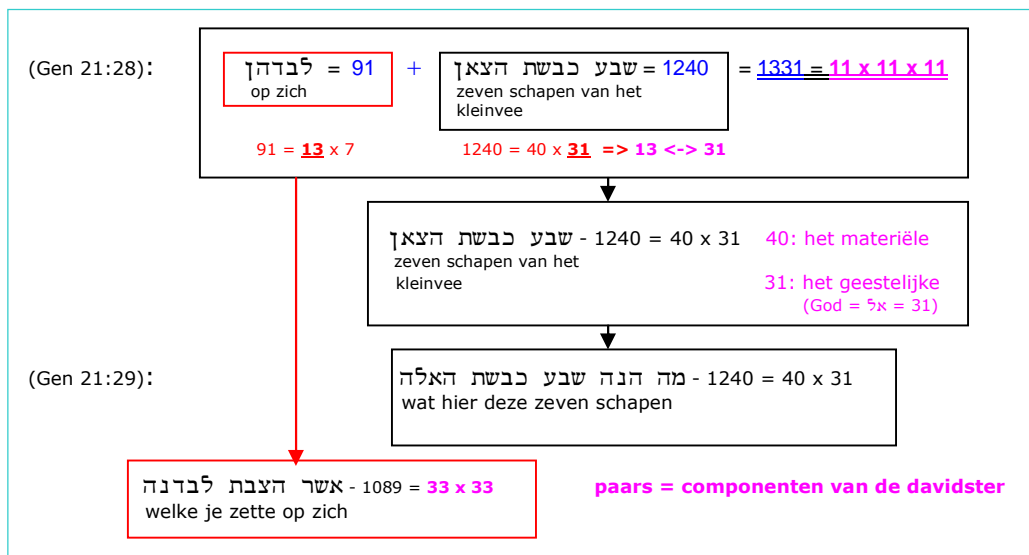 (Gen 21:28): לבדהן = 91 + שבע כבשת הצאן = 1240 = 1331 = 11 x 11 x 11
op zich
zeven schapen van het
kleinvee
91 = 13 x 7 1240 = 40 x 31 => 13 <-> 31
שבע כבשת הצאן - 1240 = 40 x 31 40: het materiële
zeven schapen van het
kleinvee
31: het geestelijke
(God = אל = 31)
(Gen 21:29): מה הנה שבע כבשת האלה - 1240 = 40 x 31
wat hier deze zeven schapen
אשר הצבת לבדנה - 1089 = 33 x 33
welke je zette op zich
paars = componenten van de davidster